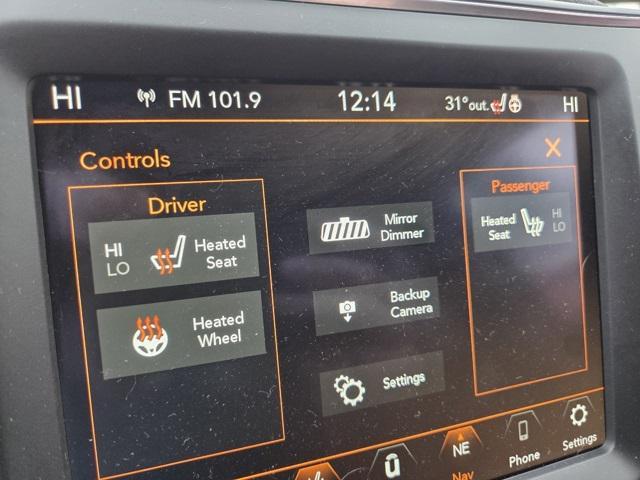 HI FM 101.9 12:14 31°out. HI
Controls X
Driver
HI
LO
Heated
Seat
Heated
Wheel
Mirror
Dimmer
Backup
Camera
Settings
Passenger
Heated
Seat
HI
LO
NE
Nav
Phone
Settings